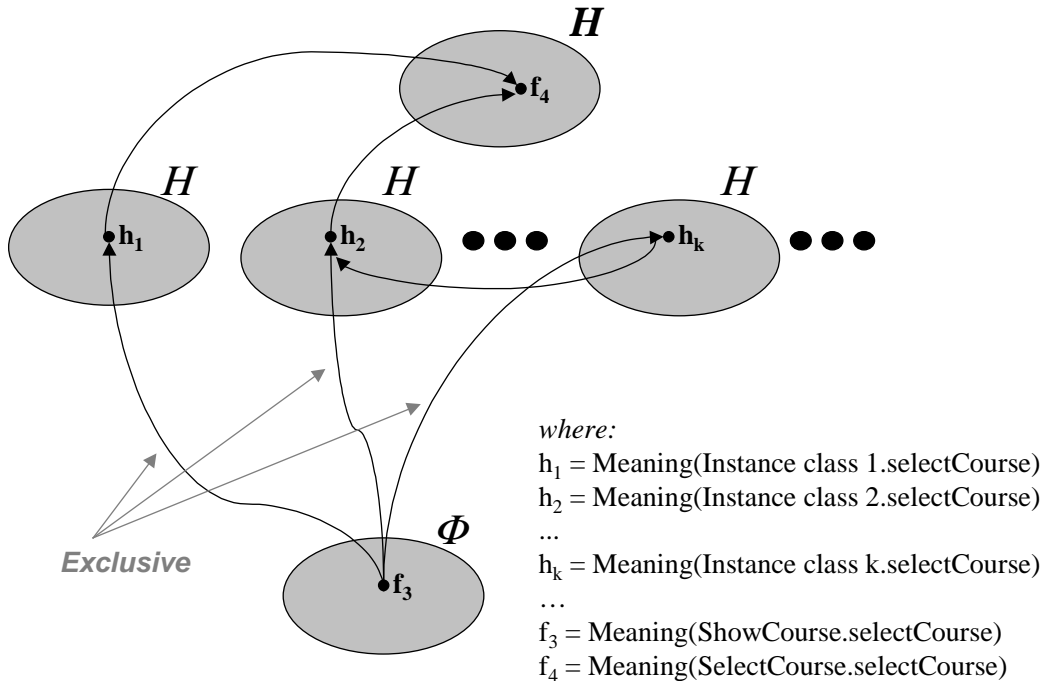 H
f4
H
H
H
h1
h2
hk
where:
h1 = Meaning(Instance class 1.selectCourse)
h2 = Meaning(Instance class 2.selectCourse)
...
hk = Meaning(Instance class k.selectCourse)
…
f3 = Meaning(ShowCourse.selectCourse)
f4 = Meaning(SelectCourse.selectCourse)
Φ
Exclusive
f3